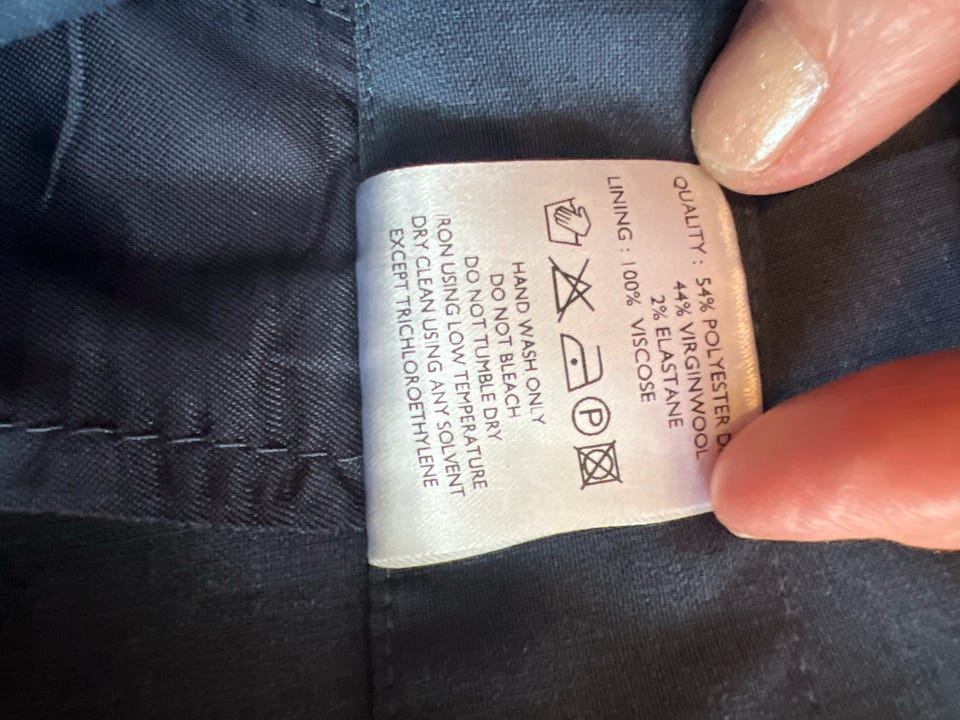 QUALITY : 54% POLYESTER
44% VIRGINWOOL
2% ELASTANE
LINING : 100% VISCOSE
P
HAND WASH ONLY
DO NOT BLEACH
DO NOT TUMBLE DRY
IRON USING LOW TEMPERATURE
DRY CLEAN USING ANY SOLVENT
EXCEPT TRICHLOROETHYLENE